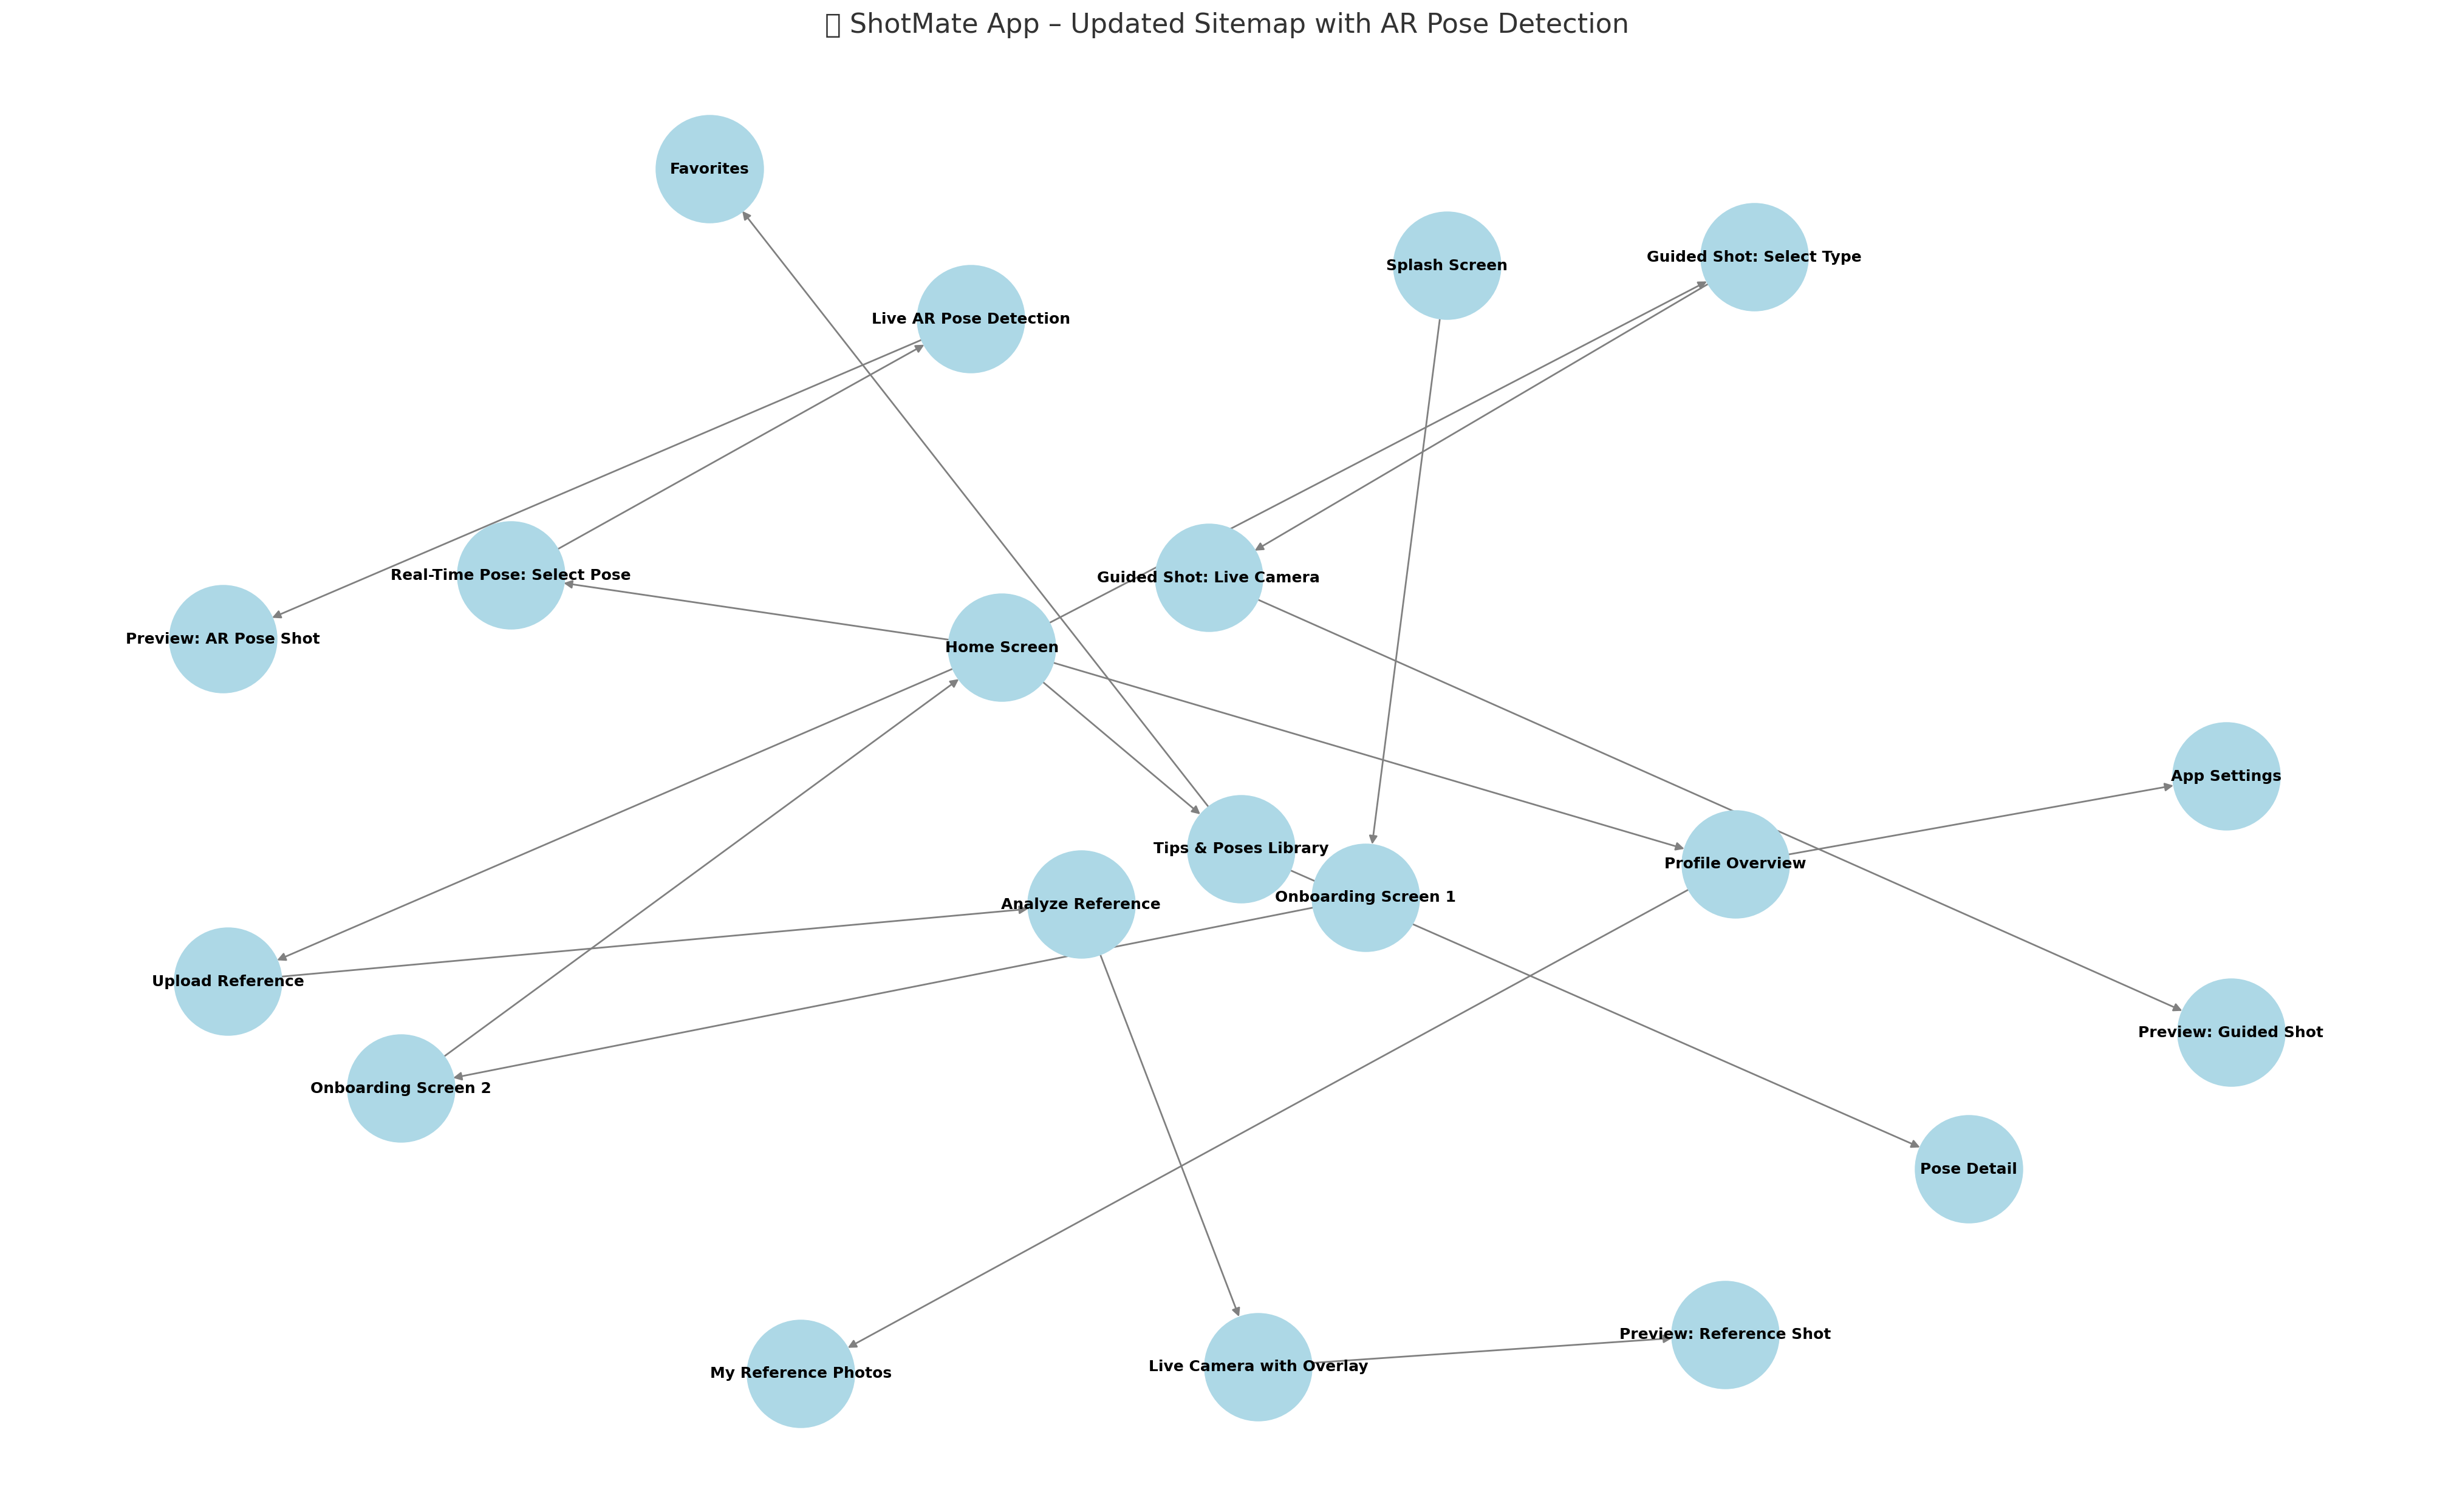 ShotMate App – Updated Sitemap with AR Pose Detection
Favorites
Splash Screen
Guided Shot: Select Type
Live AR Pose Detection
Real-Time Pose: Select Pose
Guided Shot: Live Camera
Preview: AR Pose Shot
Home Screen
App Settings
Tips & Poses Library
Profile Overview
Onboarding Screen 1
Analyze Reference
Upload Reference
Preview: Guided Shot
Onboarding Screen 2
Pose Detail
Preview: Reference Shot
Live Camera with Overlay
My Reference Photos